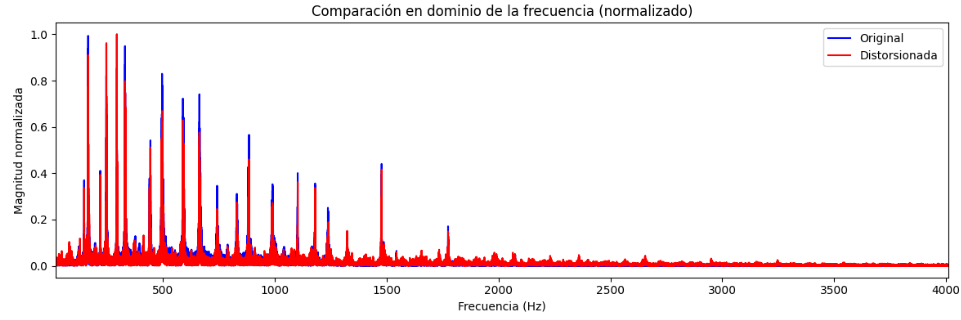 Comparación en dominio de la frecuencia (normalizado)
Original
Distorsionada
Magnitud normalizada
1.0
0.8
0.6
0.4
0.2
0.0
500
1000
1500
2000
2500
3000
3500
4000
Frecuencia (Hz)